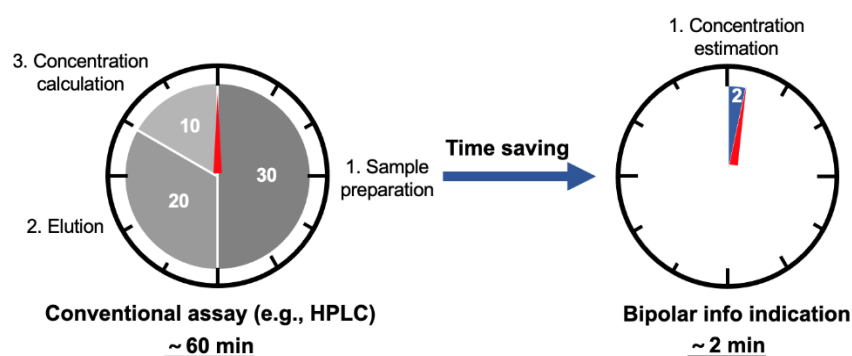 1. Concentration
estimation
3. Concentration
calculation
2
10
Time saving
30
1. Sample
preparation
20
2. Elution
Conventional assay (e.g., HPLC)
~ 60 min
Bipolar info indication
~ 2 min